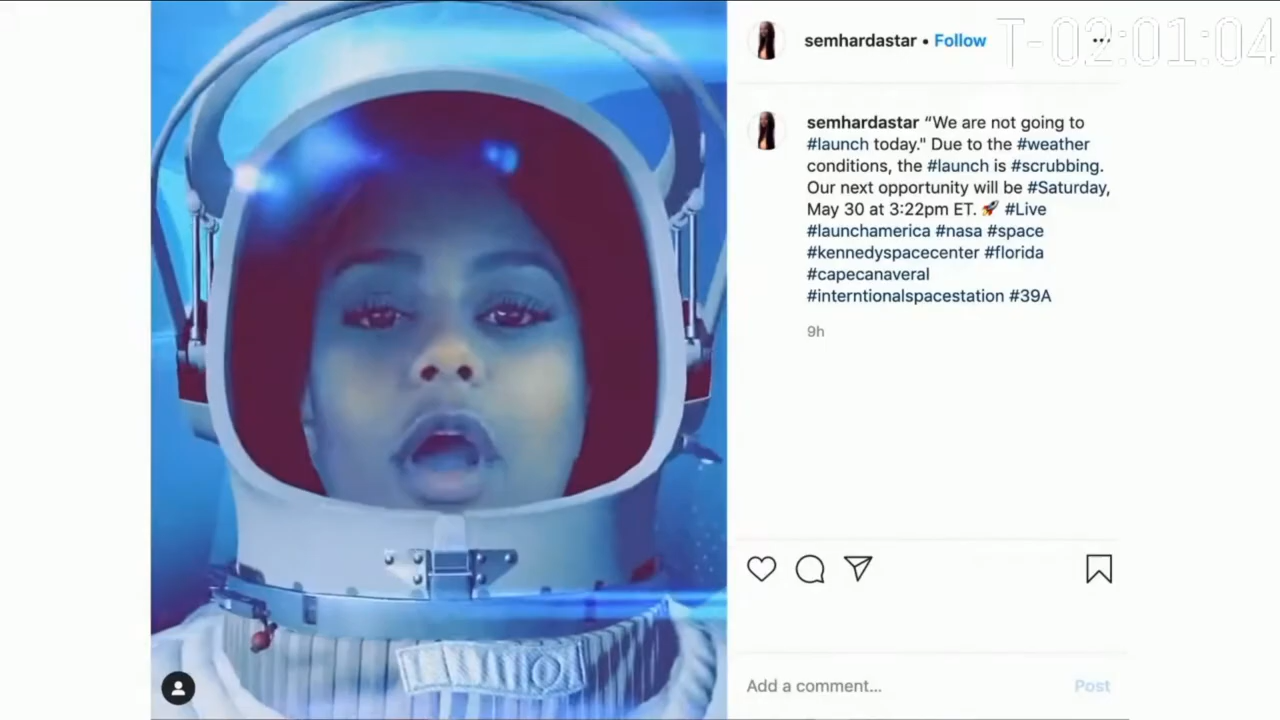 semhardastar • Follow
T-02:01:04
semhardastar “We are not going to
#launch today." Due to the #weather
conditions, the #launch is #scrubbing.
Our next opportunity will be #Saturday,
May 30 at 3:22pm ET. 🚀 #Live
#launchamerica #nasa #space
#kennedyspacecenter #florida
#capecanaveral
#interntionalspacestation #39A
9h
Add a comment... Post